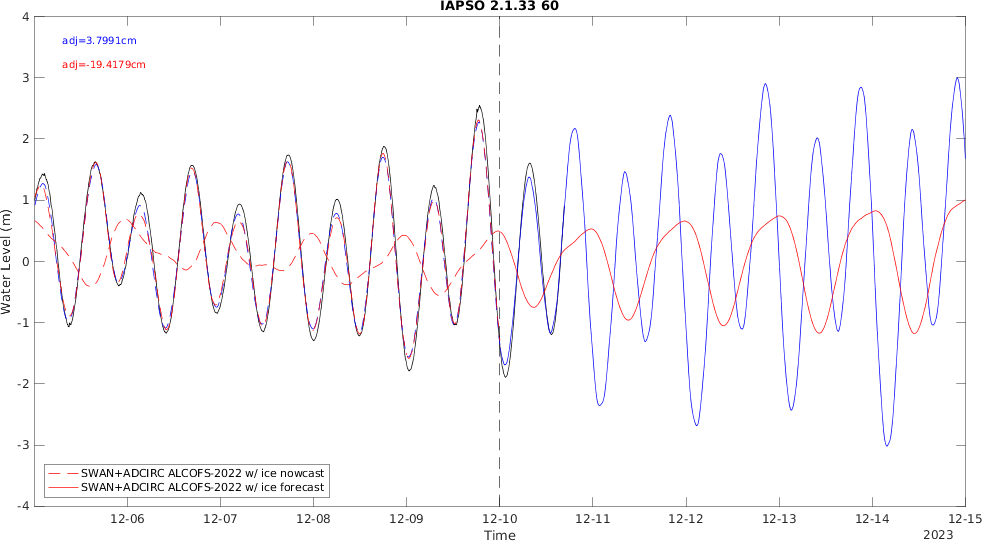 IAPSO 2.1.33 60
adj=3.7991cm
adj=-19.4179cm
Water Level (m)
4
3
2
1
0
-1
-2
-3
-4
SWAN+ADCIRC ALCOFS-2022 w/ ice nowcast
SWAN+ADCIRC ALCOFS-2022 w/ ice forecast
12-06 12-07 12-08 12-09 12-10 12-11 12-12 12-13 12-14 12-15
Time
2023